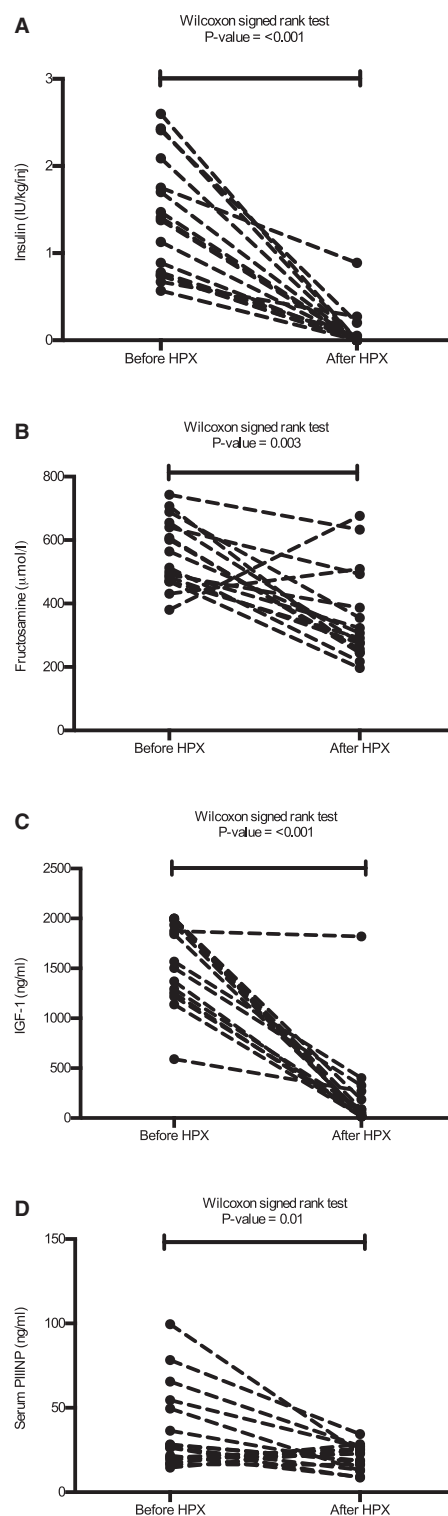 A
Wilcoxon signed rank test
P-value = <0.001
3
2
1
0
Insulin (IU/kg/inj)
Before HPX
After HPX
B
Wilcoxon signed rank test
P-value = 0.003
800
600
400
200
0
Fructosamine (µmol/l)
Before HPX
After HPX
C
Wilcoxon signed rank test
P-value = <0.001
2500
2000
1500
1000
500
0
IGF-1 (ng/ml)
Before HPX
After HPX
D
Wilcoxon signed rank test
P-value = 0.01
150
100
50
0
Serum PIIINP (ng/ml)
Before HPX
After HPX